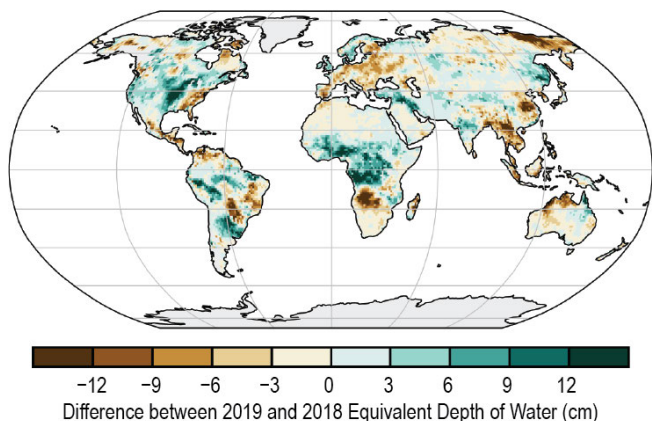 −12 −9 −6 −3 0 3 6 9 12
Difference between 2019 and 2018 Equivalent Depth of Water (cm)